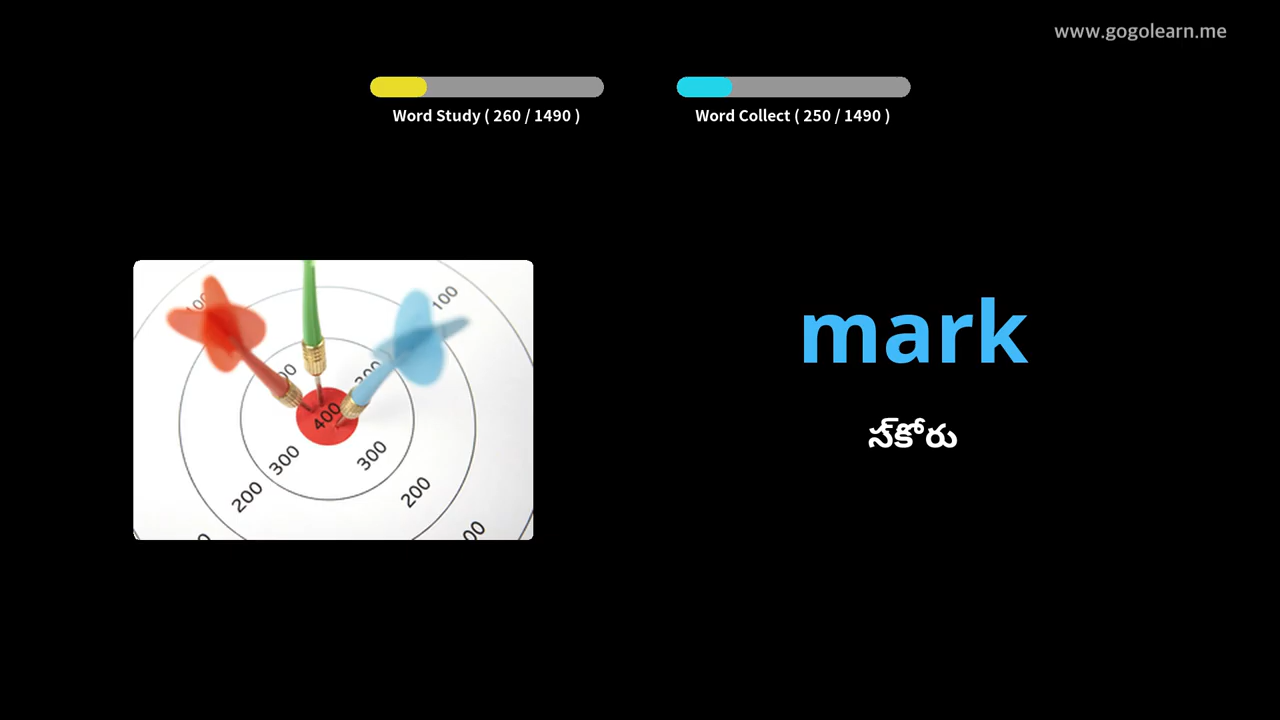 www.gogolearn.me
Word Study ( 260 / 1490 )
Word Collect ( 250 / 1490 )
100
100
300
400
300
300
200
200
mark
స్‌కోరు